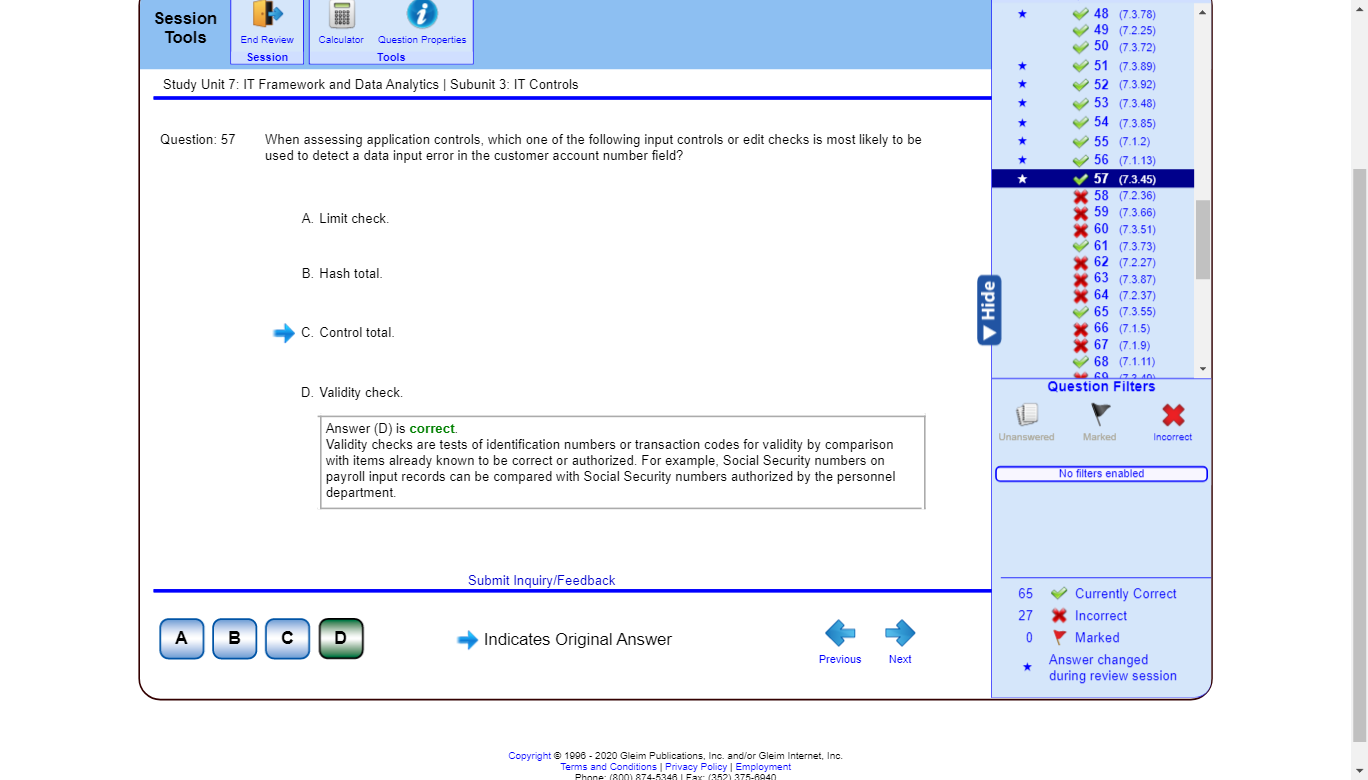 Session
Tools
End Review
Session
Calculator
Question Properties
Tools
Study Unit 7: IT Framework and Data Analytics | Subunit 3: IT Controls
Question: 57
When assessing application controls, which one of the following input controls or edit checks is most likely to be
used to detect a data input error in the customer account number field?
A. Limit check.
B. Hash total.
C. Control total.
D. Validity check.
Answer (D) is correct.
Validity checks are tests of identification numbers or transaction codes for validity by comparison
with items already known to be correct or authorized. For example, Social Security numbers on
payroll input records can be compared with Social Security numbers authorized by the personnel
department.
Submit Inquiry/Feedback
A
B
C
D
Indicates Original Answer
Previous
Next
48 (7.3.78)
49 (7.2.25)
50 (7.3.72)
51 (7.3.89)
52 (7.3.92)
53 (7.3.48)
54 (7.3.85)
55 (7.1.2)
56 (7.1.13)
57 (7.3.45)
58 (7.2.36)
59 (7.3.66)
60 (7.3.51)
61 (7.3.73)
62 (7.2.27)
63 (7.3.87)
64 (7.2.37)
65 (7.3.55)
66 (7.1.5)
67 (7.1.9)
68 (7.1.11)
69 (7.3.49)
Hide
Question Filters
Unanswered
Marked
Incorrect
No filters enabled
65 Currently Correct
27 Incorrect
0 Marked
Answer changed
during review session
Copyright © 1996 - 2020 Gleim Publications, Inc. and/or Gleim Internet, Inc.
Terms and Conditions | Privacy Policy | Employment
Phone: (800) 874-5346 | Fax: (352) 375-6940